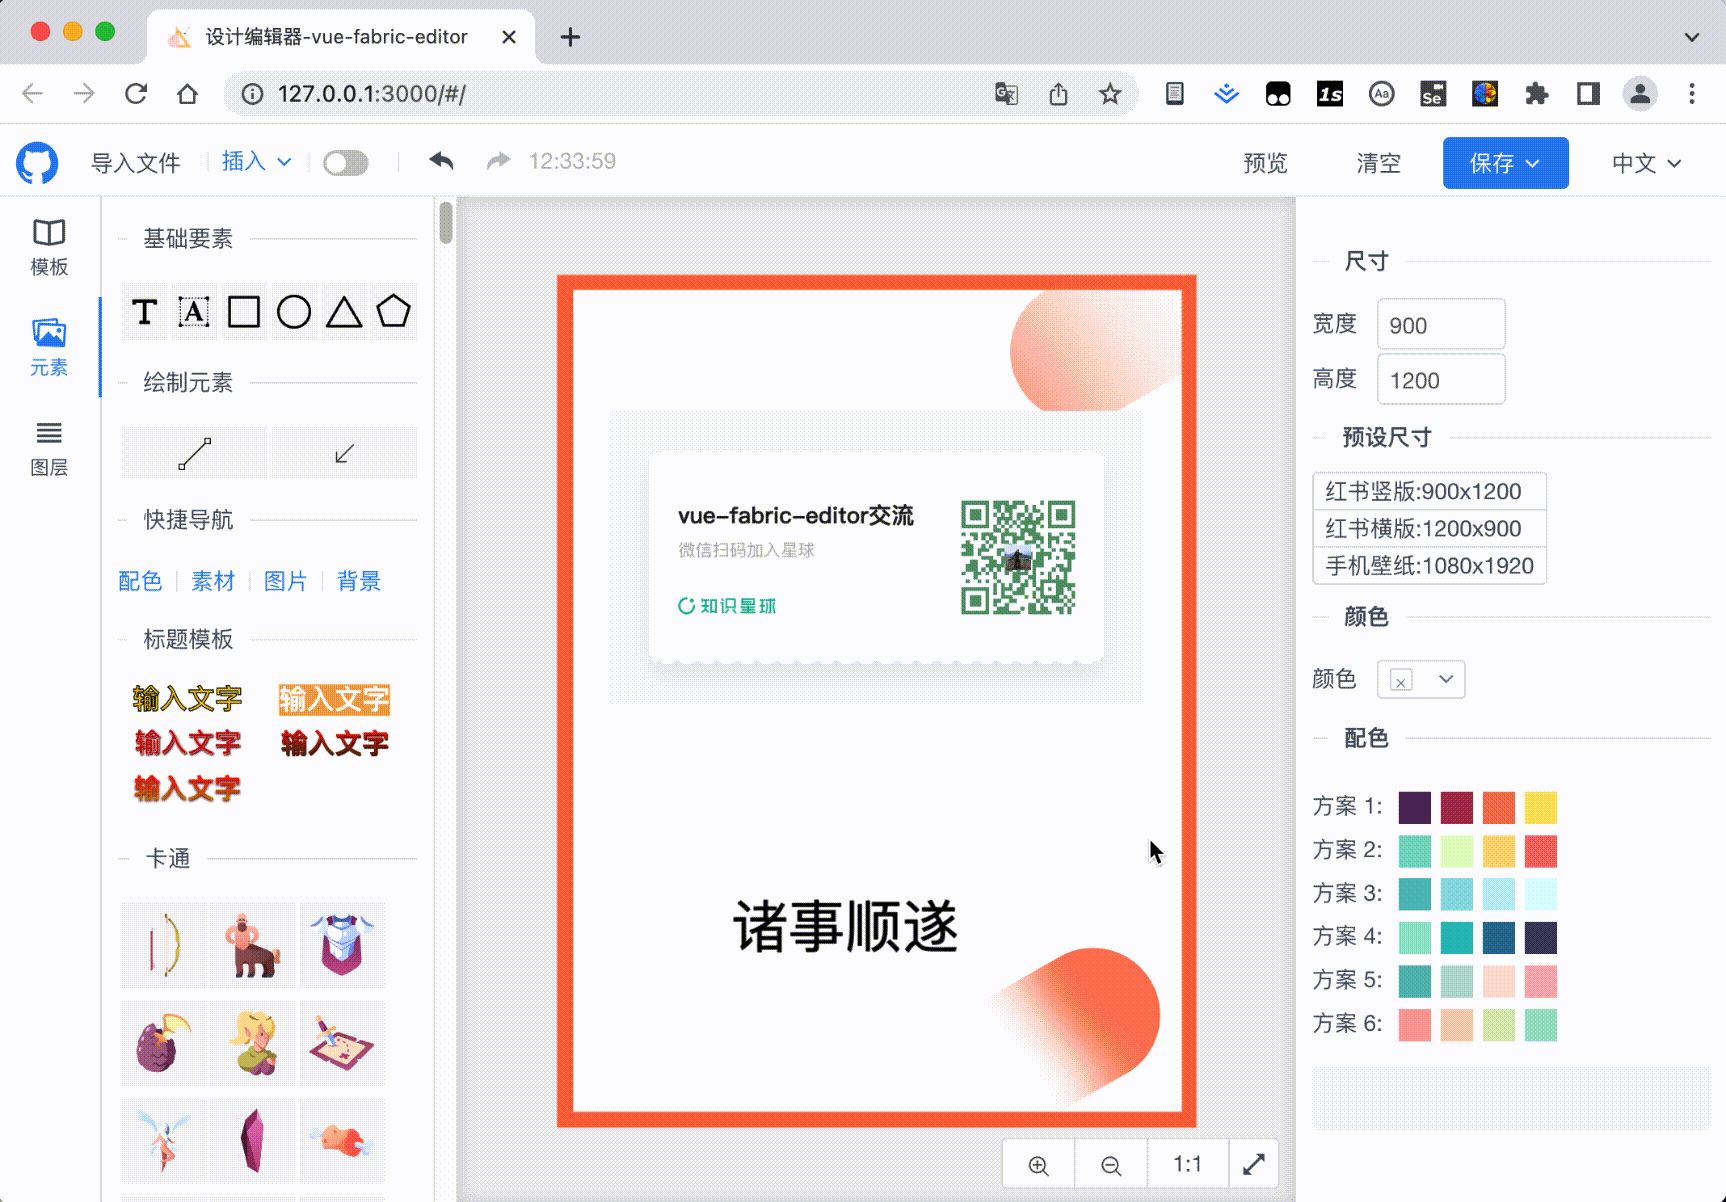 设计编辑器-vue-fabric-editor
127.0.0.1:3000/#/
导入文件 插入 12:33:59 预览 清空 保存 中文
模板
元素
图层
基础要素
绘制元素
快捷导航
配色 素材 图片 背景
标题模板
输入文字 输入文字
输入文字 输入文字
输入文字
卡通
vue-fabric-editor交流
微信扫码加入星球
知识星球
诸事顺遂
1:1
尺寸
宽度 900
高度 1200
预设尺寸
红书竖版:900x1200
红书横版:1200x900
手机壁纸:1080x1920
颜色
颜色
配色
方案 1:
方案 2:
方案 3:
方案 4:
方案 5:
方案 6: